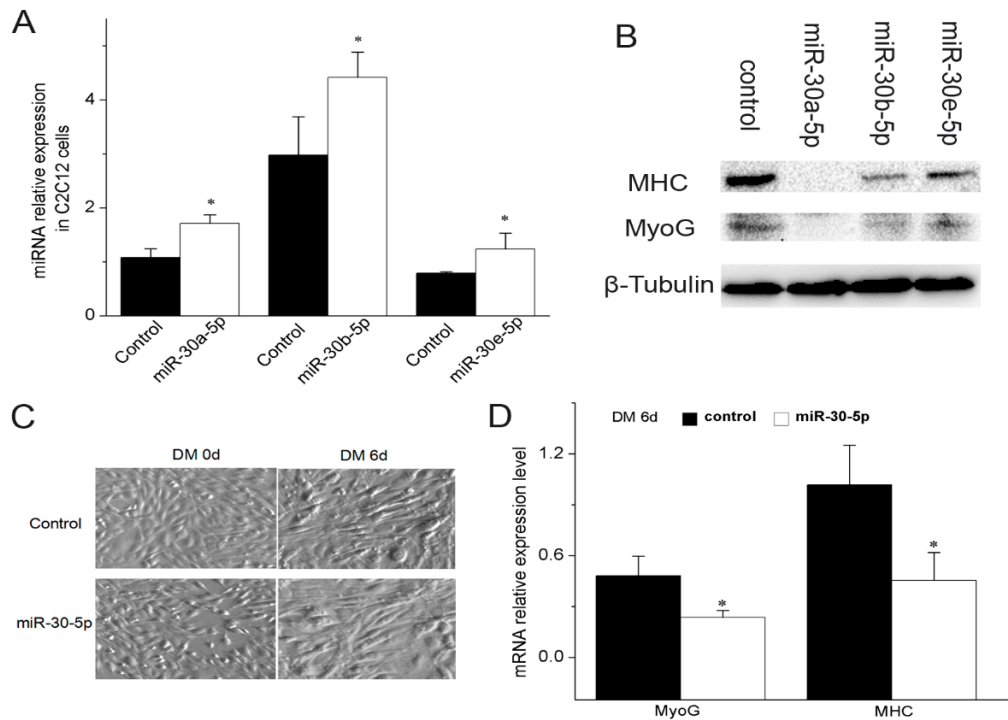 A
miRNA relative expression
in C2C12 cells
4
2
0
*
*
*
Control
miR-30a-5p
Control
miR-30b-5p
Control
miR-30e-5p
B
control
miR-30a-5p
miR-30b-5p
miR-30e-5p
MHC
MyoG
β-Tubulin
C
DM 0d
DM 6d
Control
miR-30-5p
D
DM 6d
control
miR-30-5p
mRNA relative expression level
1.2
0.6
0.0
*
*
MyoG
MHC